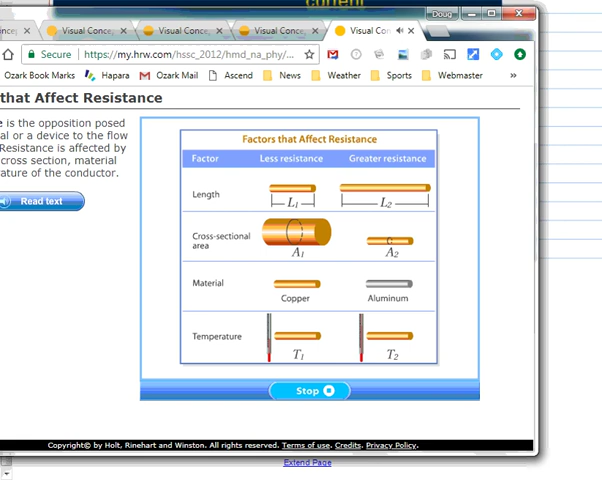 current
Doug
Visual Conce
Visual Conce
Visual Conce
Visual Con
Secure
https://my.hrw.com/hssc_2012/hmd_na_phy/...
Ozark Book Marks
Hapara
Ozark Mail
Ascend
News
Weather
Sports
Webmaster
»
that Affect Resistance
e is the opposition posed
al or a device to the flow
Resistance is affected by
cross section, material
ature of the conductor.
Read text
Factors that Affect Resistance
Factor Less resistance Greater resistance
Length
L1 L2
Cross-sectional
area
A1 A2
Material
Copper Aluminum
Temperature
T1 T2
Stop
Copyright© by Holt, Rinehart and Winston. All rights reserved. Terms of use. Credits. Privacy Policy.
Extend Page